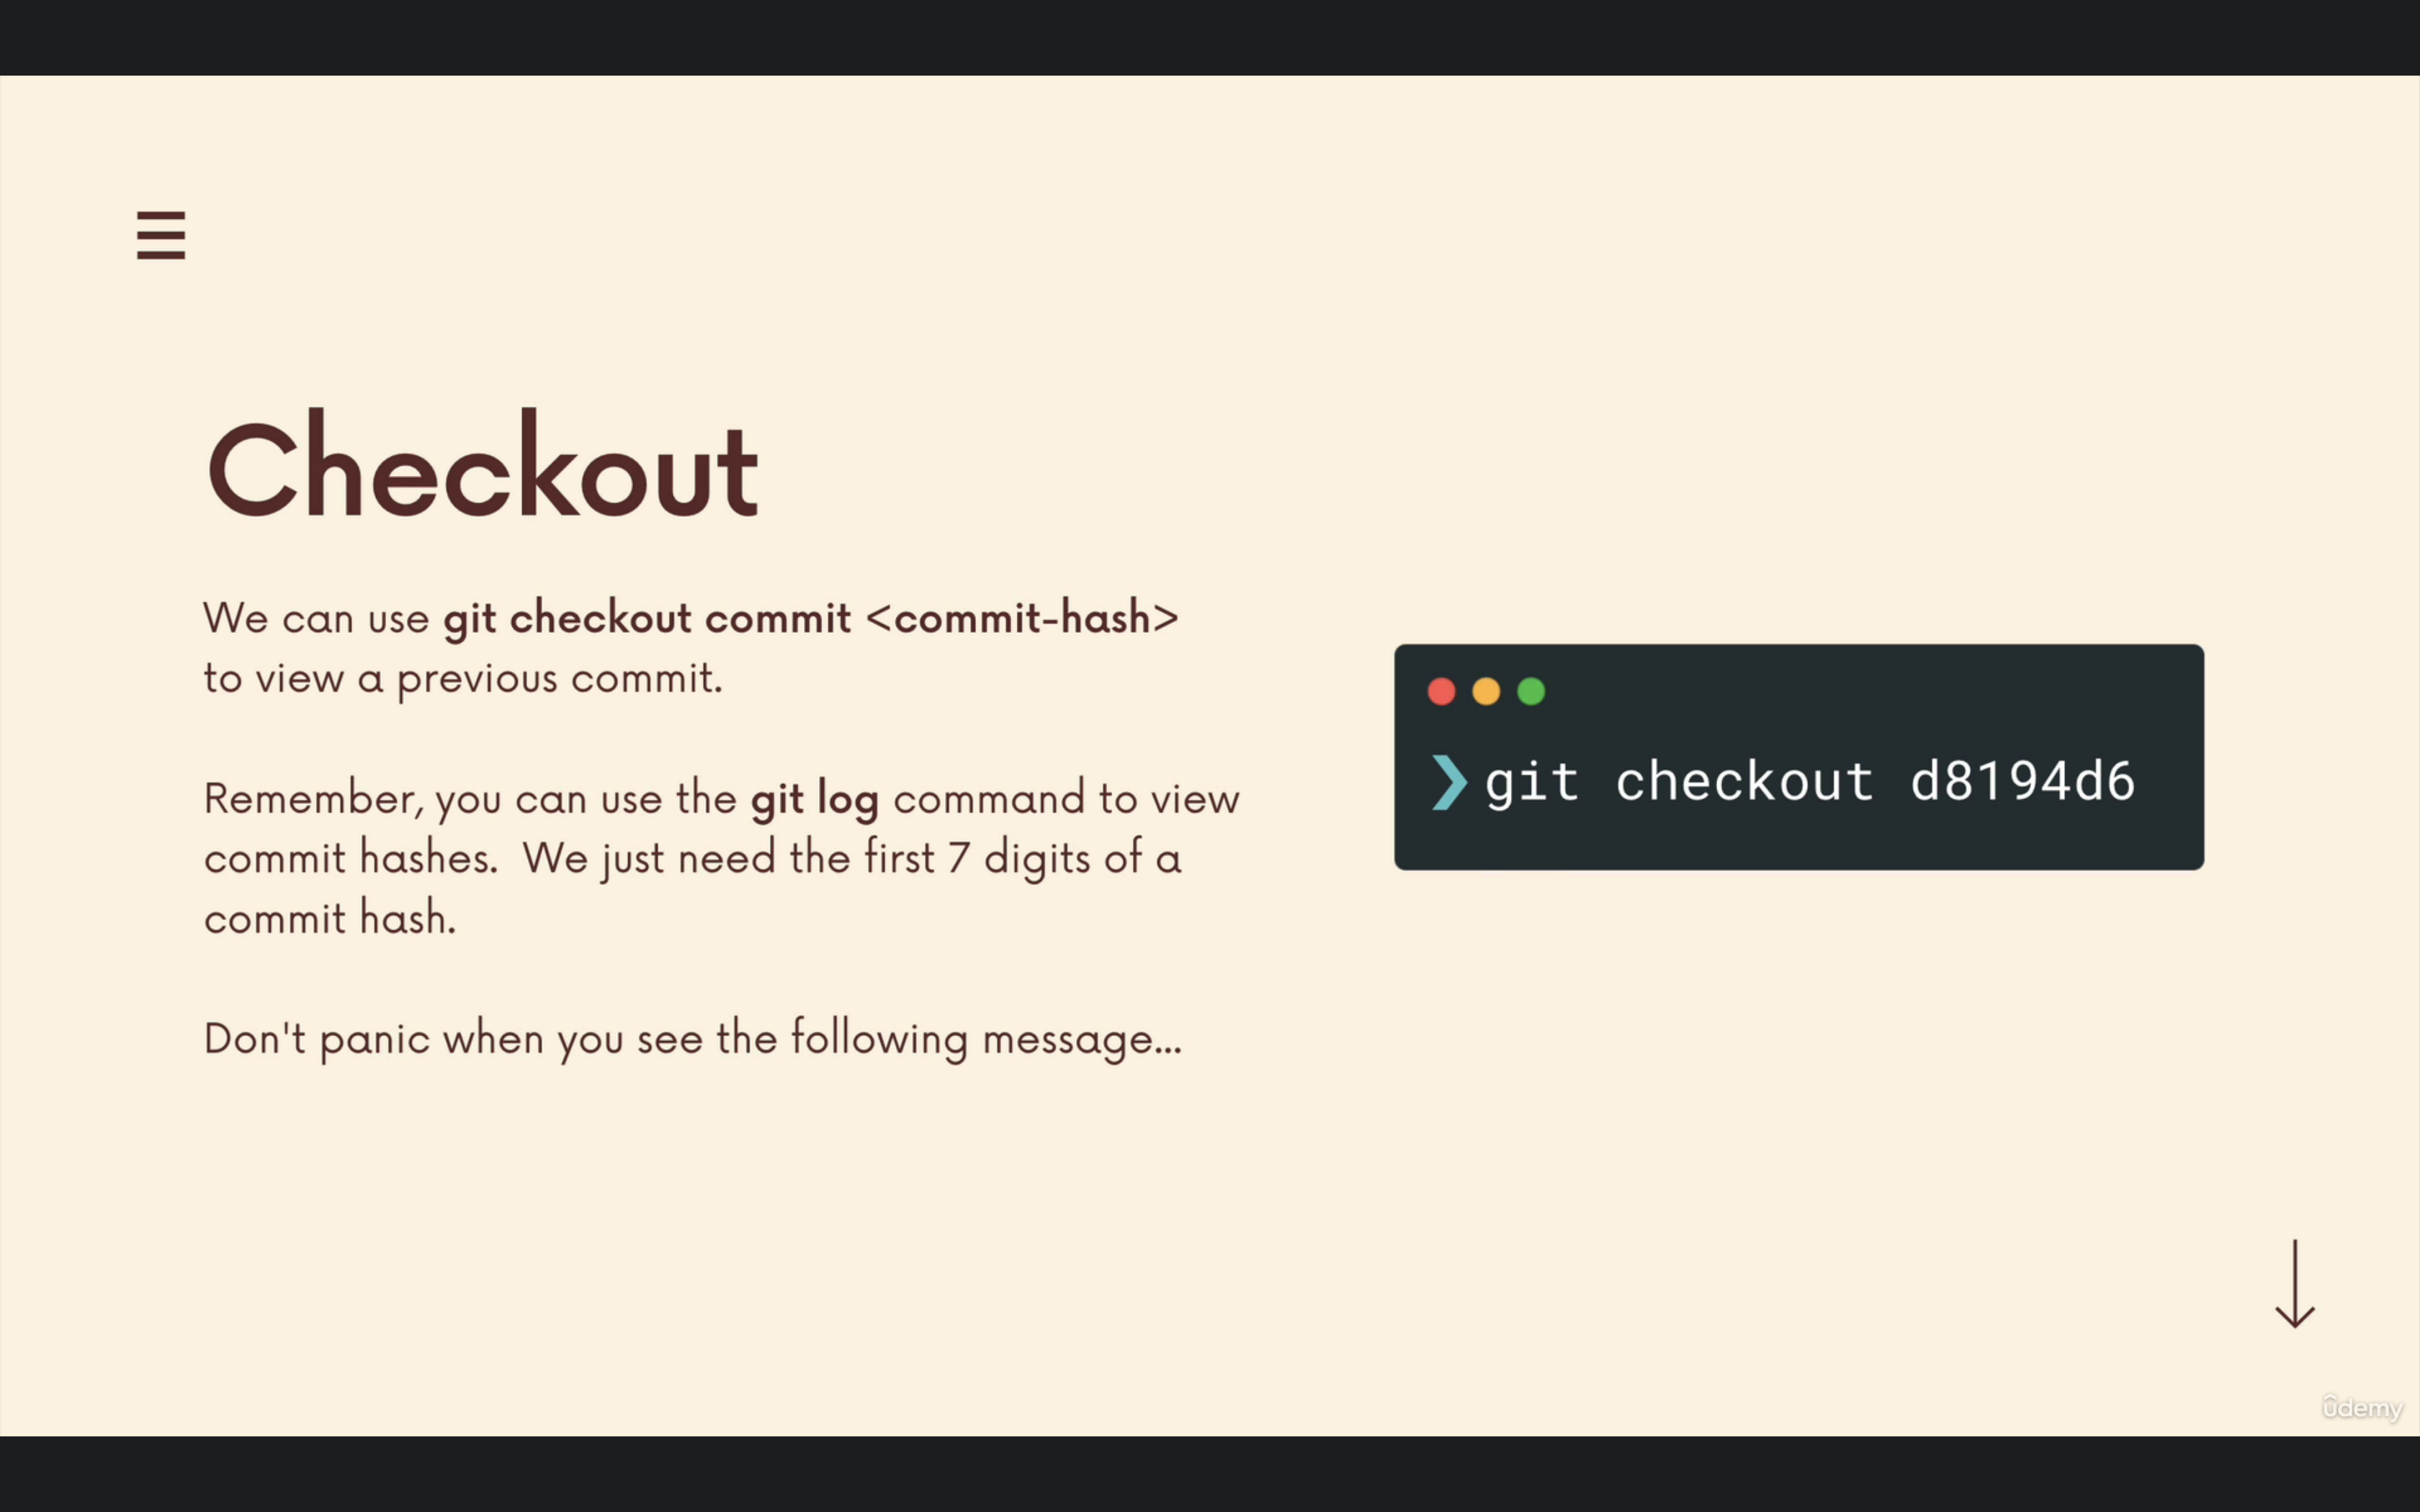 Checkout
We can use git checkout commit <commit-hash>
to view a previous commit.
Remember, you can use the git log command to view
commit hashes.  We just need the first 7 digits of a
commit hash.
Don't panic when you see the following message...
❯ git checkout d8194d6
ûdemy